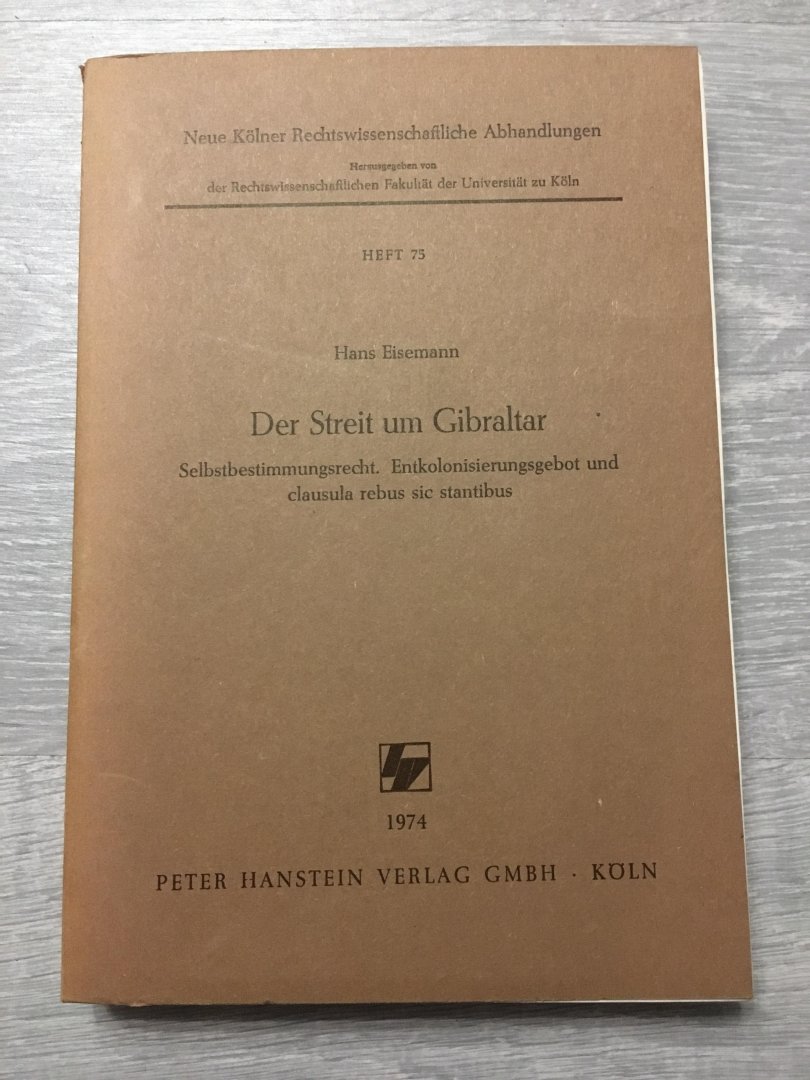 Neue Kölner Rechtswissenschaftliche Abhandlungen
Herausgegeben von
der Rechtswissenschaftlichen Fakultät der Universität zu Köln
HEFT 75
Hans Eisemann
Der Streit um Gibraltar
Selbstbestimmungsrecht. Entkolonisierungsgebot und
clausula rebus sic stantibus
1974
PETER HANSTEIN VERLAG GMBH · KÖLN